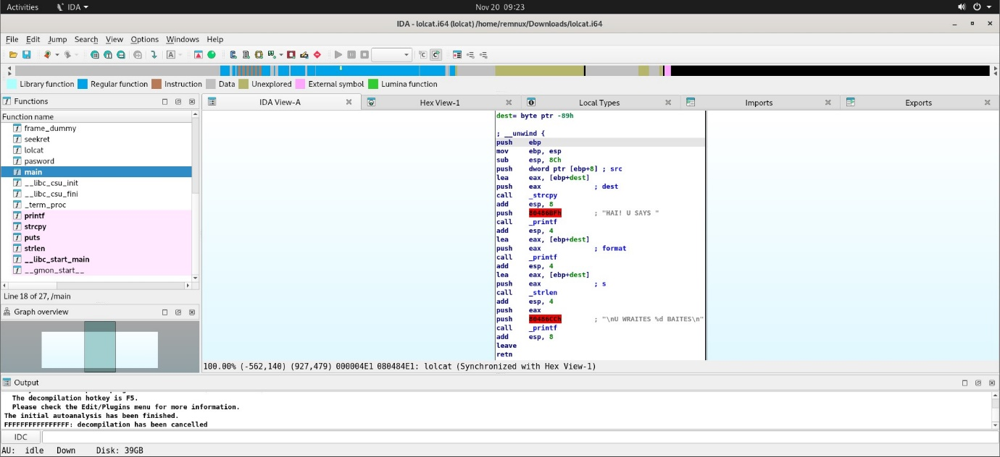 Activities IDA Nov 20 09:23
IDA - lolcat.i64 (lolcat) /home/remnux/Downloads/lolcat.i64
File Edit Jump Search View Options Windows Help
Library function Regular function Instruction Data Unexplored External symbol Lumina function
Functions
IDA View-A Hex View-1 Local Types Imports Exports
Function name
frame_dummy
seekret
lolcat
pasword
main
__libc_csu_init
__libc_csu_fini
_term_proc
printf
strcpy
puts
strlen
__libc_start_main
__gmon_start__
Line 18 of 27, /main
Graph overview
dest= byte ptr -89h
; __unwind {
push ebp
mov ebp, esp
sub esp, 8Ch
push dword ptr [ebp+8] ; src
lea eax, [ebp+dest]
push eax ; dest
call _strcpy
add esp, 8
push 80486BFh ; "HAI! U SAYS "
call _printf
add esp, 4
lea eax, [ebp+dest]
push eax ; format
call _printf
add esp, 4
lea eax, [ebp+dest]
push eax ; s
call _strlen
add esp, 4
push eax
push 80486CCh ; "\nU WRAITES %d BAITES\n"
call _printf
add esp, 8
leave
retn
100.00% (-562,140) (927,479) 000004E1 080484E1: lolcat (Synchronized with Hex View-1)
Output
The decompilation hotkey is F5.
Please check the Edit/Plugins menu for more information.
The initial autoanalysis has been finished.
FFFFFFFFFFFFFFFF: decompilation has been cancelled
IDC
AU: idle Down Disk: 39GB